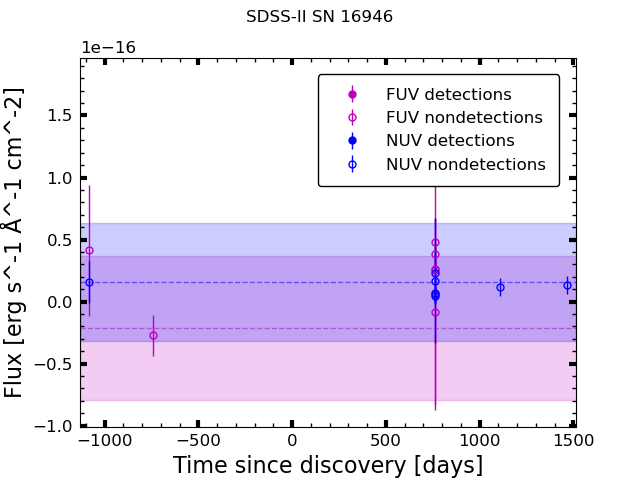 SDSS-II SN 16946
1e−16
FUV detections
FUV nondetections
NUV detections
NUV nondetections
1.5
1.0
0.5
0.0
−0.5
−1.0
Flux [erg s^-1 Å^-1 cm^-2]
−1000 −500 0 500 1000 1500
Time since discovery [days]